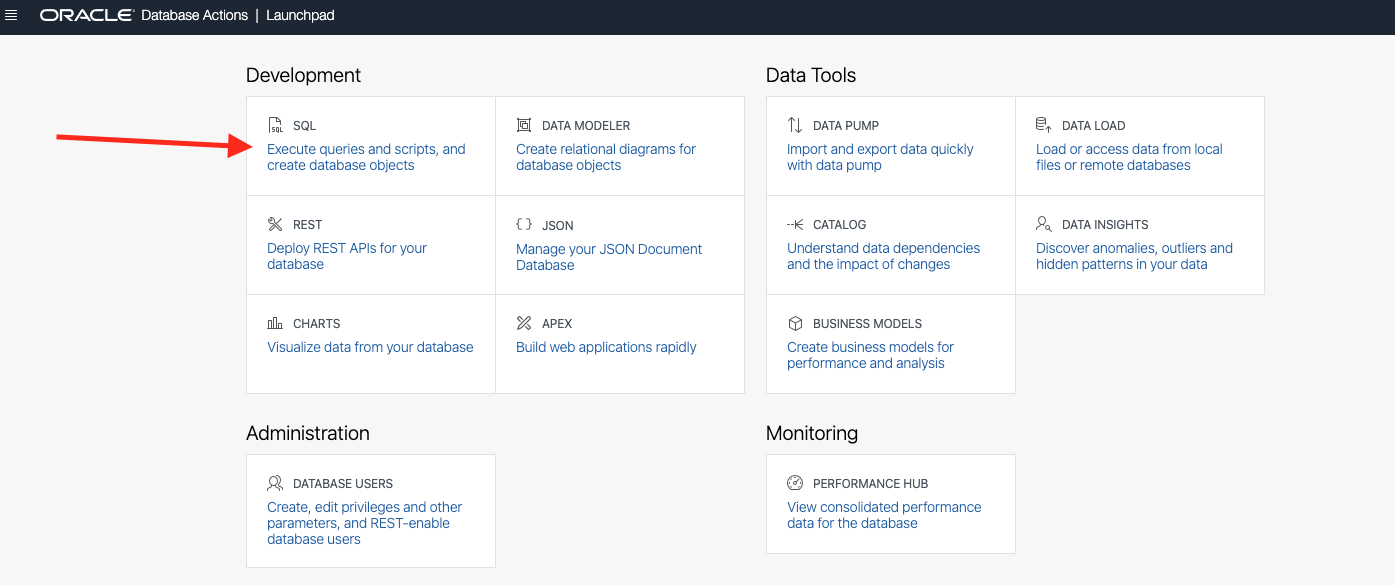 ORACLE Database Actions | Launchpad
Development
SQL
SQL
Execute queries and scripts, and
create database objects
DATA MODELER
Create relational diagrams for
database objects
REST
Deploy REST APIs for your
database
JSON
Manage your JSON Document
Database
CHARTS
Visualize data from your database
APEX
Build web applications rapidly
Data Tools
DATA PUMP
Import and export data quickly
with data pump
DATA LOAD
Load or access data from local
files or remote databases
CATALOG
Understand data dependencies
and the impact of changes
DATA INSIGHTS
Discover anomalies, outliers and
hidden patterns in your data
BUSINESS MODELS
Create business models for
performance and analysis
Administration
DATABASE USERS
Create, edit privileges and other
parameters, and REST-enable
database users
Monitoring
PERFORMANCE HUB
View consolidated performance
data for the database